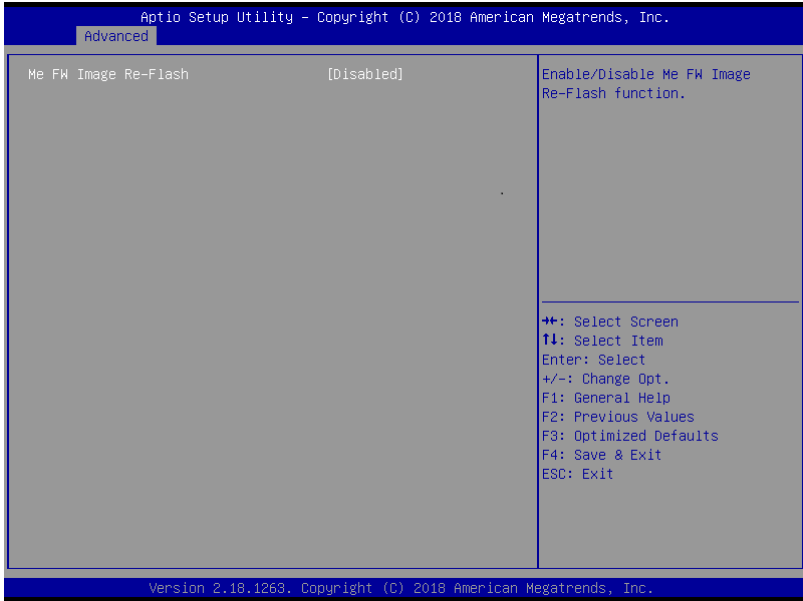 Aptio Setup Utility – Copyright (C) 2018 American Megatrends, Inc.
Advanced
Me FW Image Re-Flash [Disabled]
Enable/Disable Me FW Image
Re-Flash function.
→←: Select Screen
↑↓: Select Item
Enter: Select
+/-: Change Opt.
F1: General Help
F2: Previous Values
F3: Optimized Defaults
F4: Save & Exit
ESC: Exit
Version 2.18.1263. Copyright (C) 2018 American Megatrends, Inc.